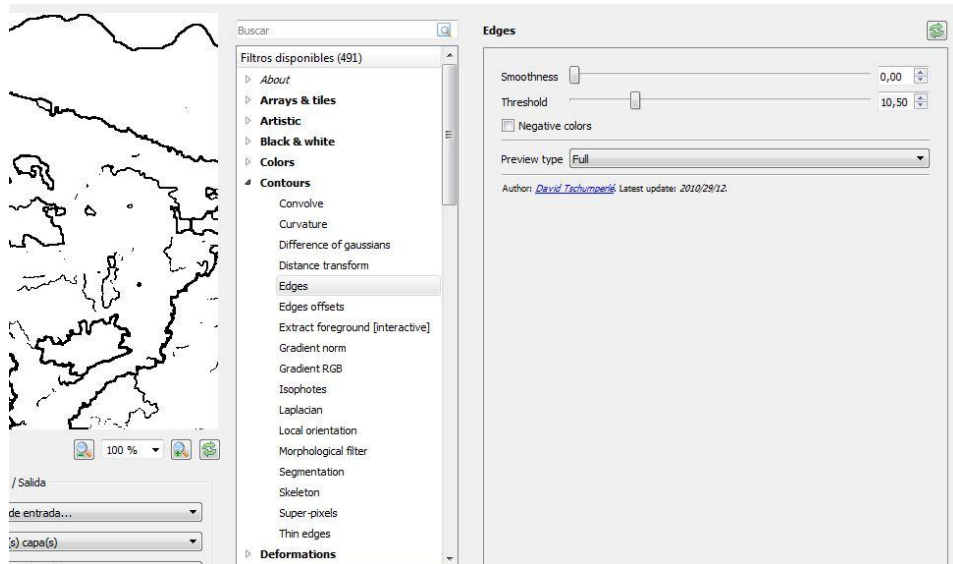 Buscar
Filtros disponibles (491)
About
Arrays & tiles
Artistic
Black & white
Colors
Contours
Convolve
Curvature
Difference of gaussians
Distance transform
Edges
Edges offsets
Extract foreground [interactive]
Gradient norm
Gradient RGB
Isophotes
Laplacian
Local orientation
Morphological filter
Segmentation
Skeleton
Super-pixels
Thin edges
Deformations
Edges
Smoothness 0,00
Threshold 10,50
Negative colors
Preview type Full
Author: David Tschumperlé. Latest update: 2010/29/12.
100 %
/ Salida
de entrada...
(s) capa(s)